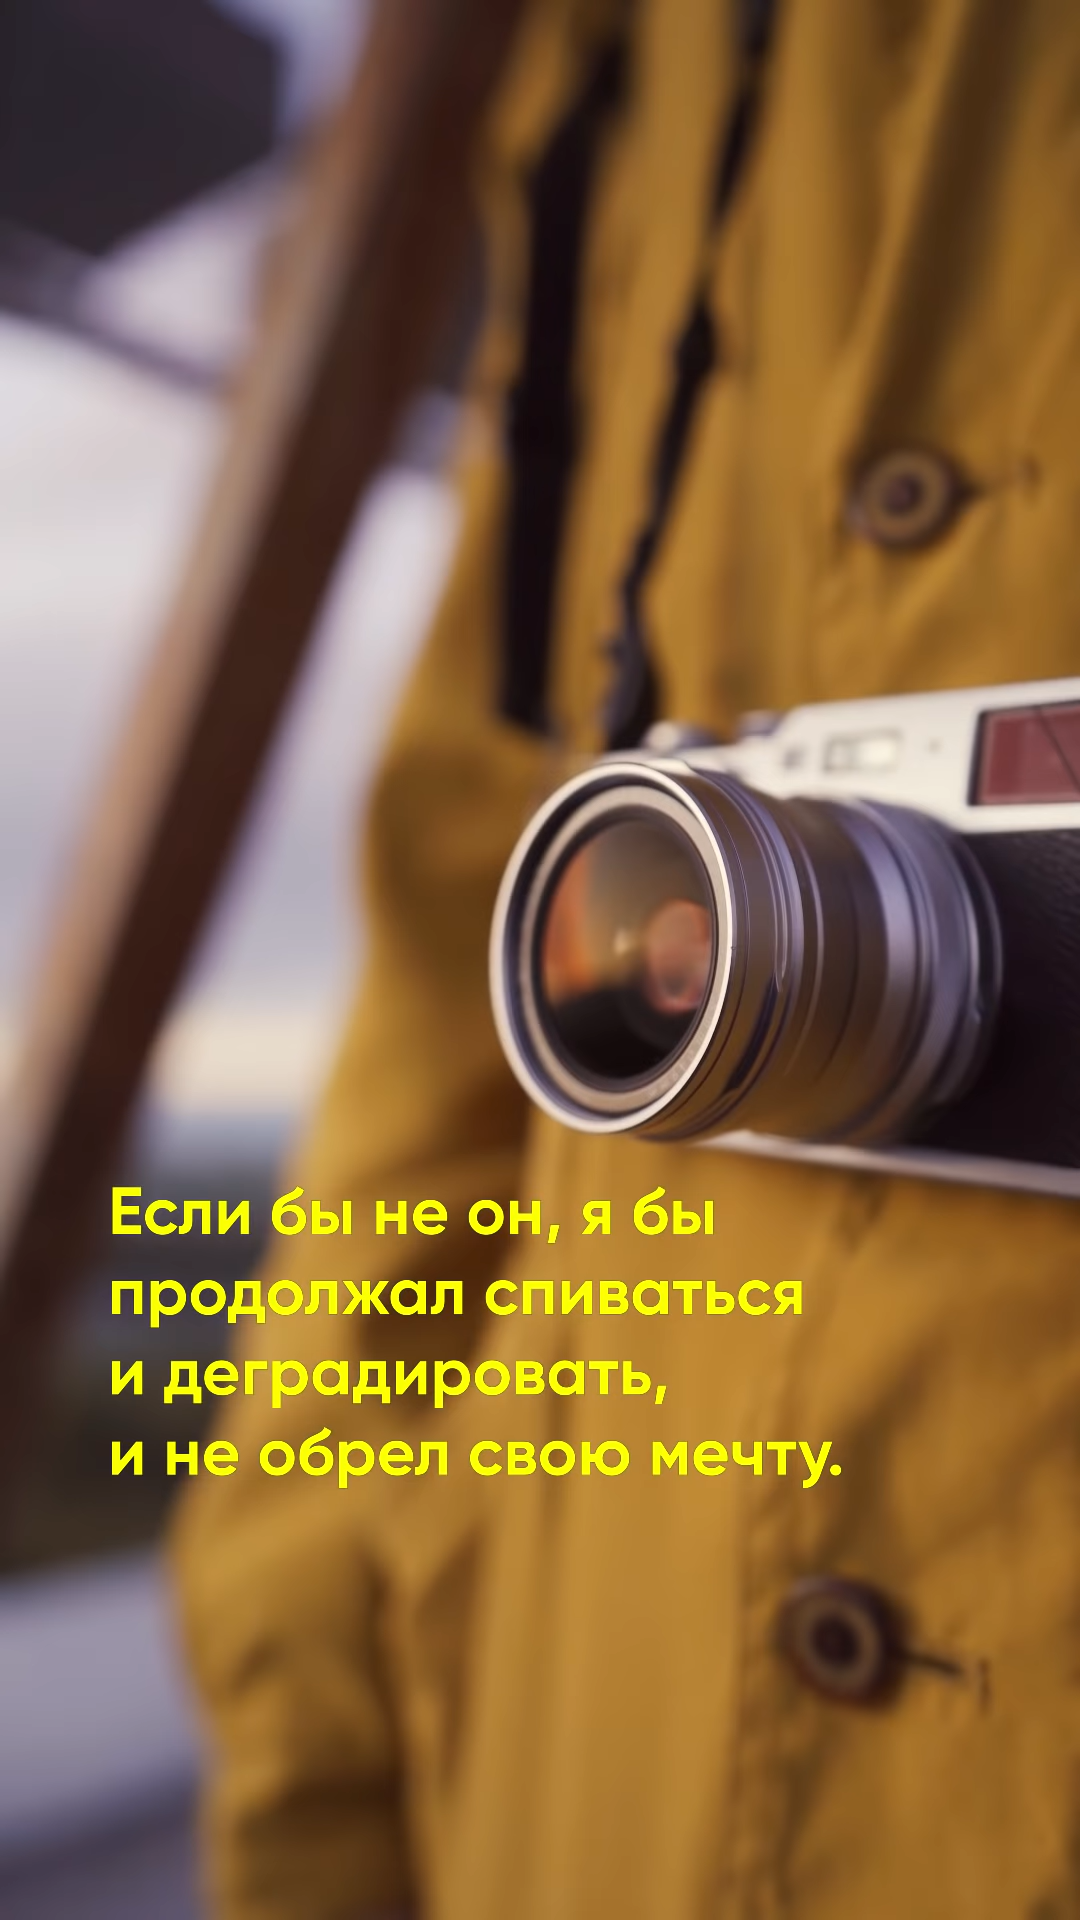 Если бы не он, я бы
продолжал спиваться
и деградировать,
и не обрел свою мечту.